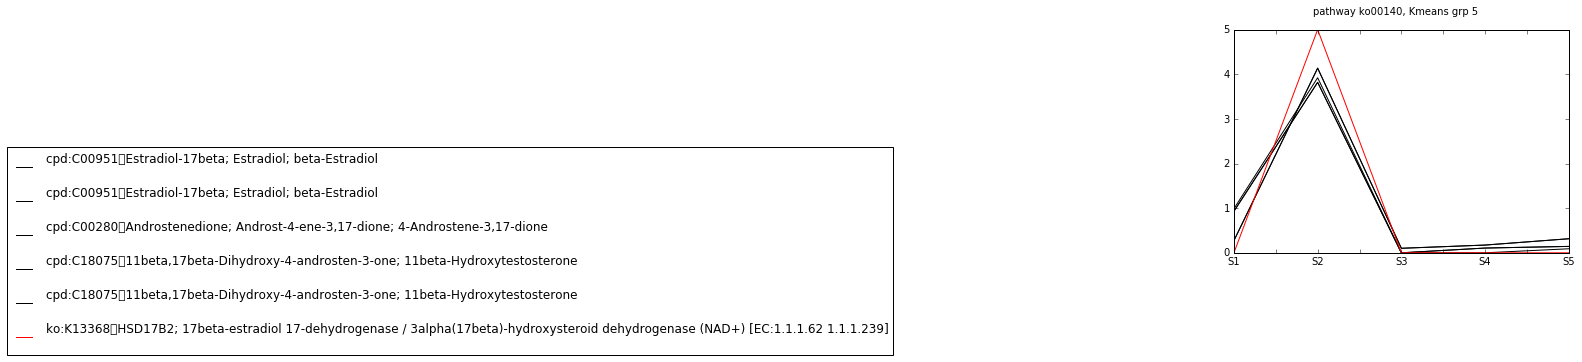 pathway ko00140, Kmeans grp 5
5
4
3
2
1
0
S1 S2 S3 S4 S5
cpd:C00951▯Estradiol-17beta; Estradiol; beta-Estradiol
cpd:C00951▯Estradiol-17beta; Estradiol; beta-Estradiol
cpd:C00280▯Androstenedione; Androst-4-ene-3,17-dione; 4-Androstene-3,17-dione
cpd:C18075▯11beta,17beta-Dihydroxy-4-androsten-3-one; 11beta-Hydroxytestosterone
cpd:C18075▯11beta,17beta-Dihydroxy-4-androsten-3-one; 11beta-Hydroxytestosterone
ko:K13368▯HSD17B2; 17beta-estradiol 17-dehydrogenase / 3alpha(17beta)-hydroxysteroid dehydrogenase (NAD+) [EC:1.1.1.62 1.1.1.239]